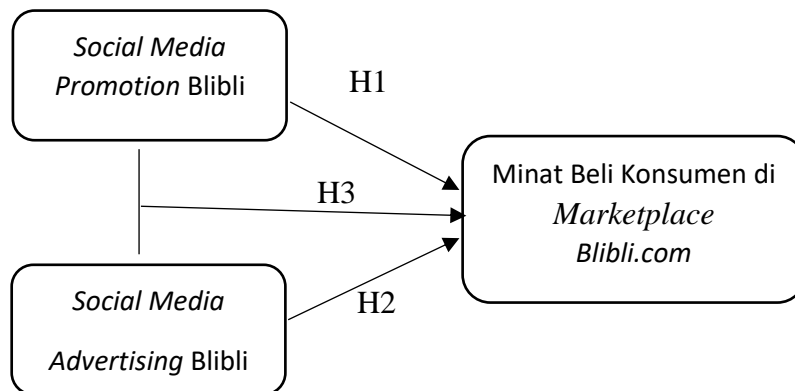 Social Media
Promotion Blibli
H1
Minat Beli Konsumen di
Marketplace
Blibli.com
H3
Social Media
Advertising Blibli
H2